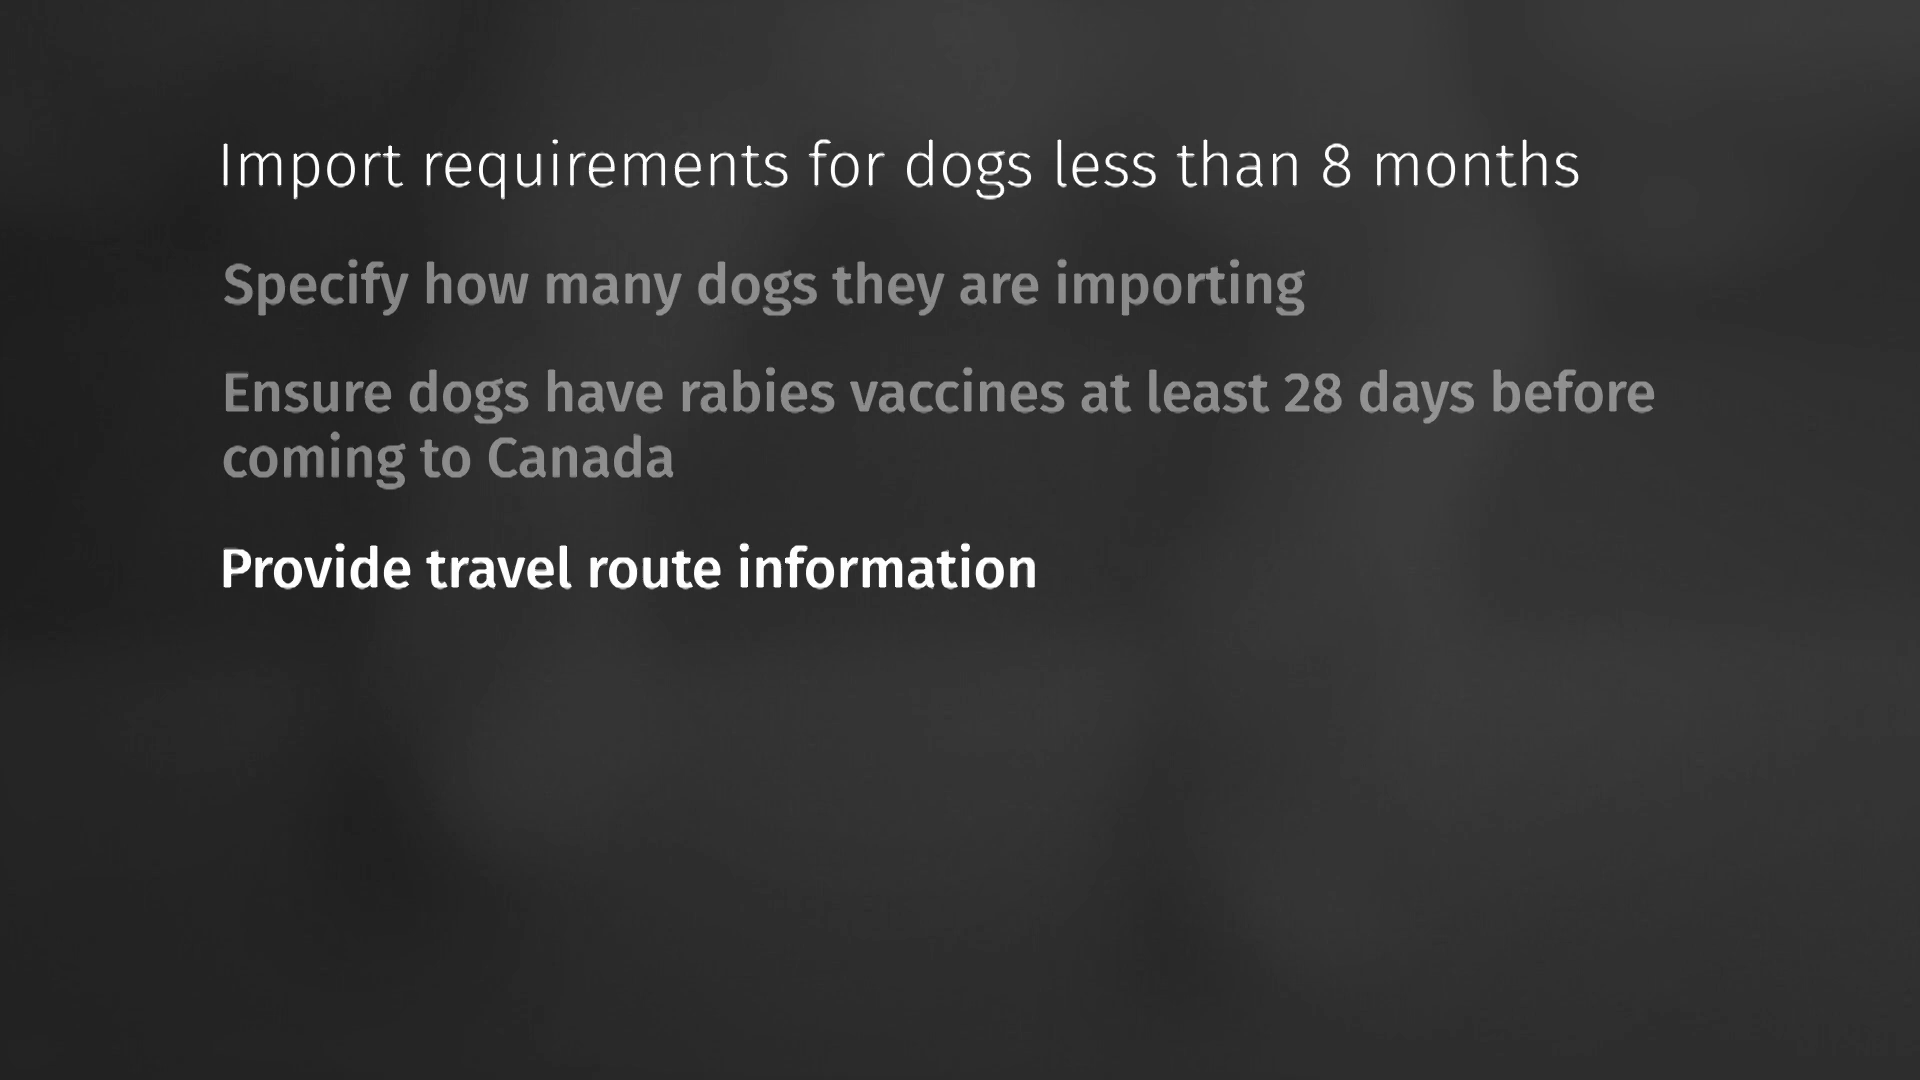 Import requirements for dogs less than 8 months
Specify how many dogs they are importing
Ensure dogs have rabies vaccines at least 28 days before
coming to Canada
Provide travel route information